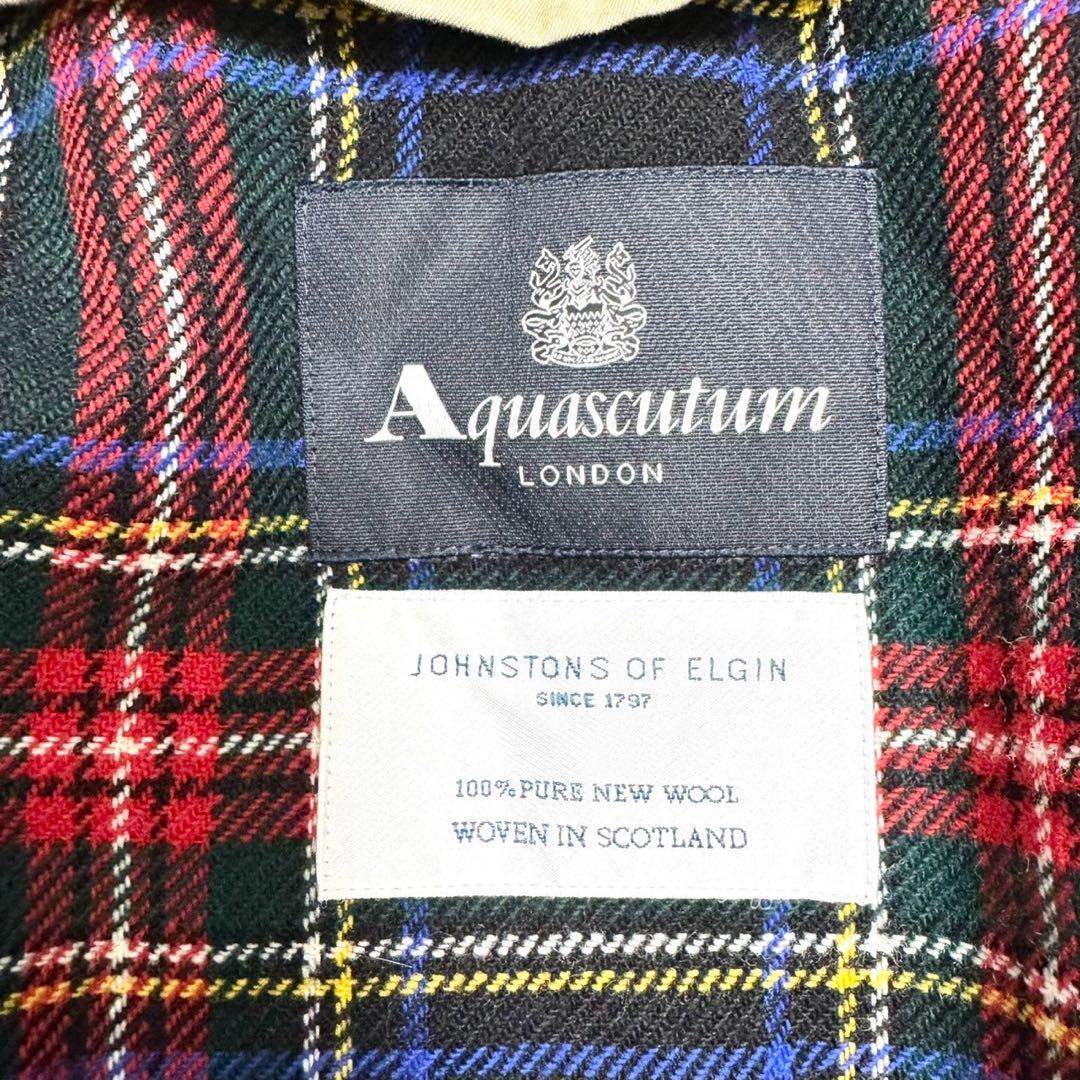 Aquascutum
LONDON
JOHNSTONS OF ELGIN
SINCE 1797
100% PURE NEW WOOL
WOVEN IN SCOTLAND